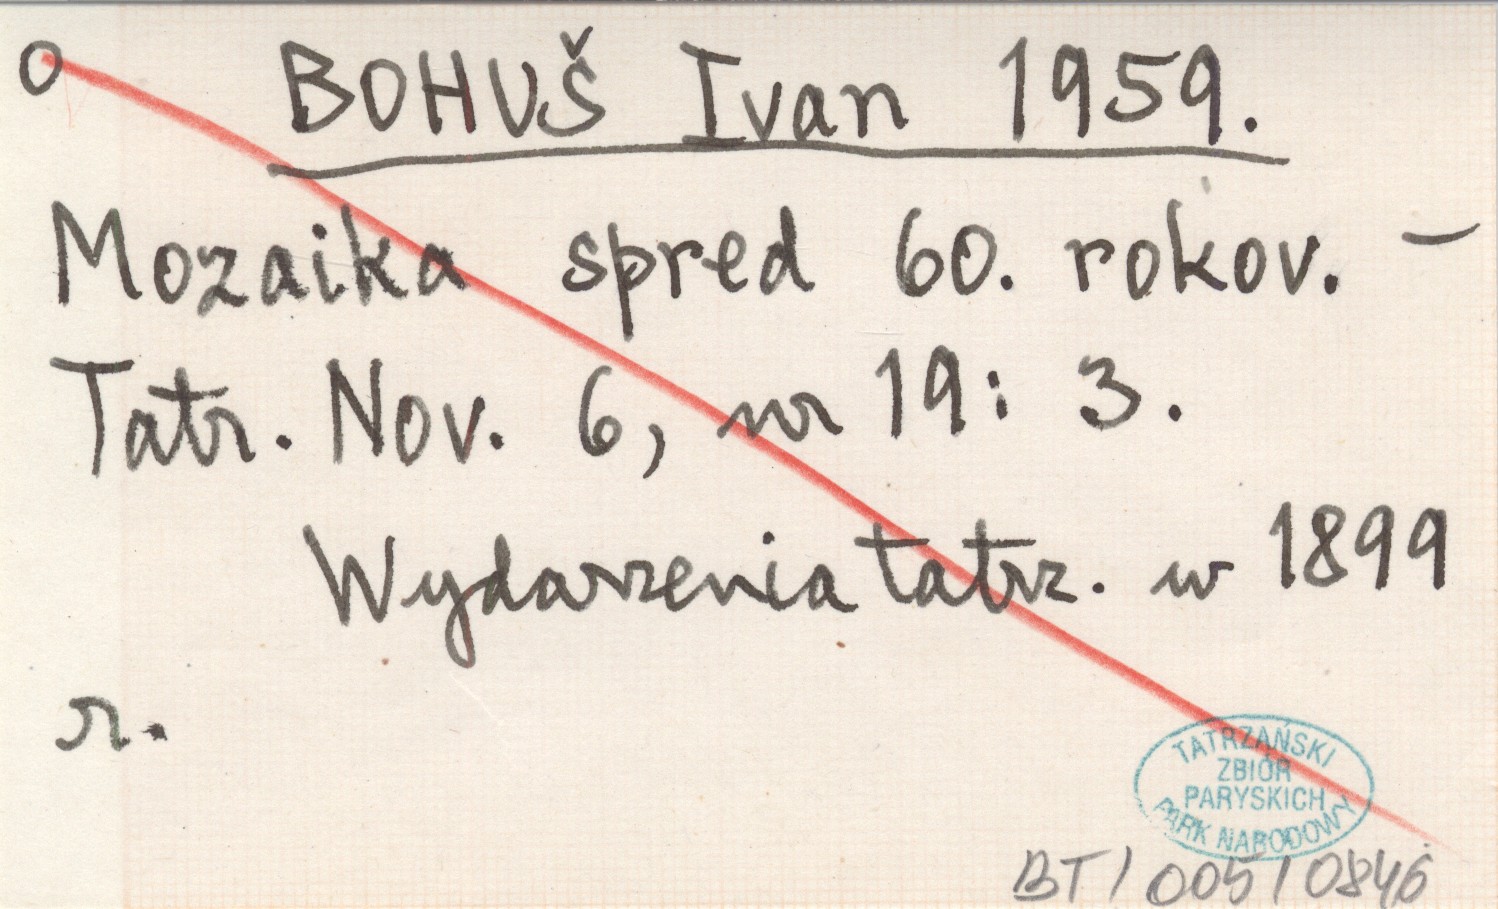 O BOHUŠ Ivan 1959.
Mozaika spred 60. rokov. –
Tatr. Nov. 6, nr 19: 3.
Wydarzenia tatrz. w 1899
r.
TATRZAŃSKI
ZBIÓR
PARYSKICH
PARK NARODOWY
BT/005/0846